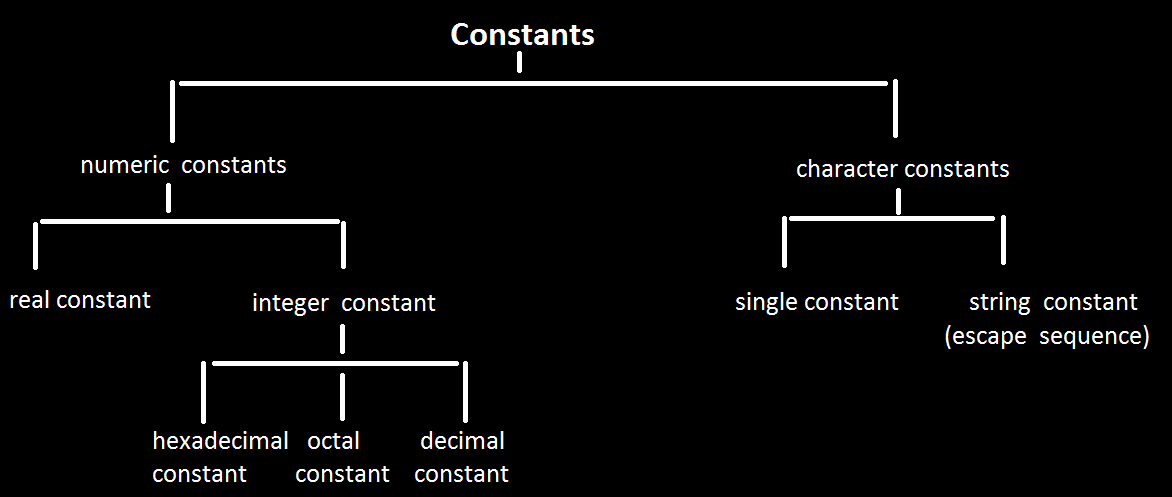 Constants
numeric constants
character constants
real constant
integer constant
single constant
string constant
(escape sequence)
hexadecimal
constant
octal
constant
decimal
constant